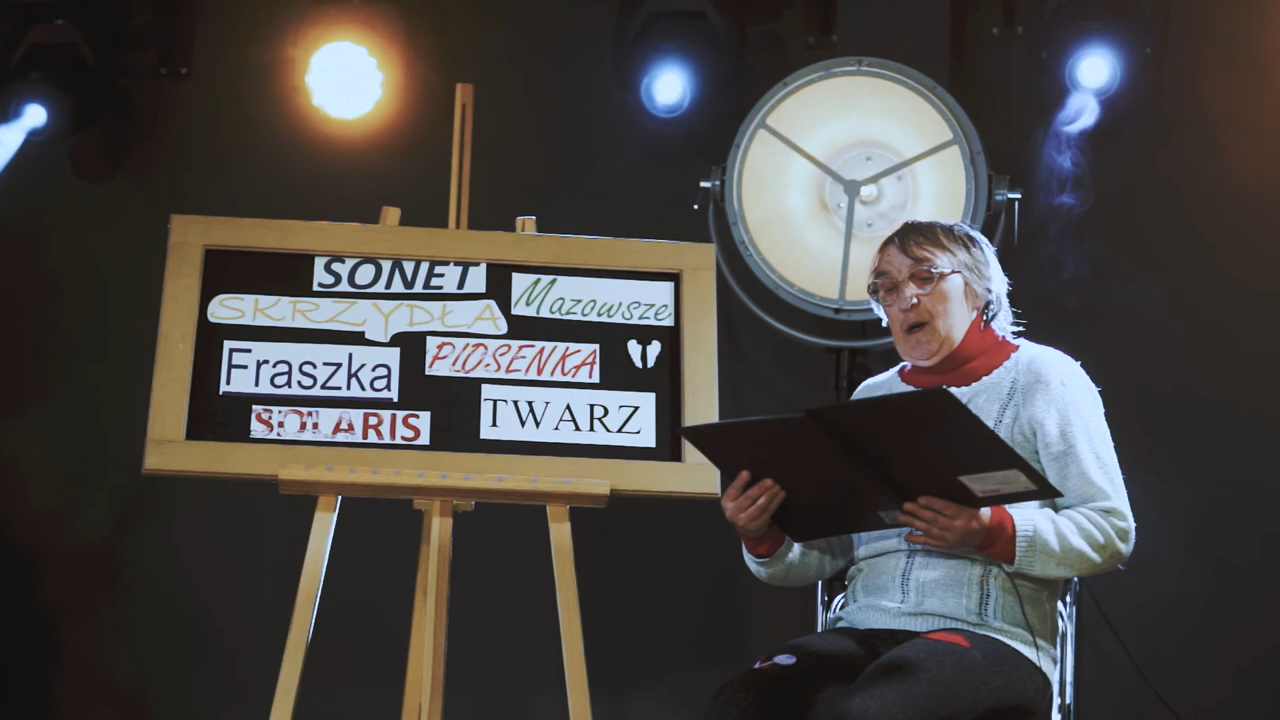 SONET
Mazowsze
SKRZYDŁA
PIOSENKA
Fraszka
TWARZ
SOLARIS